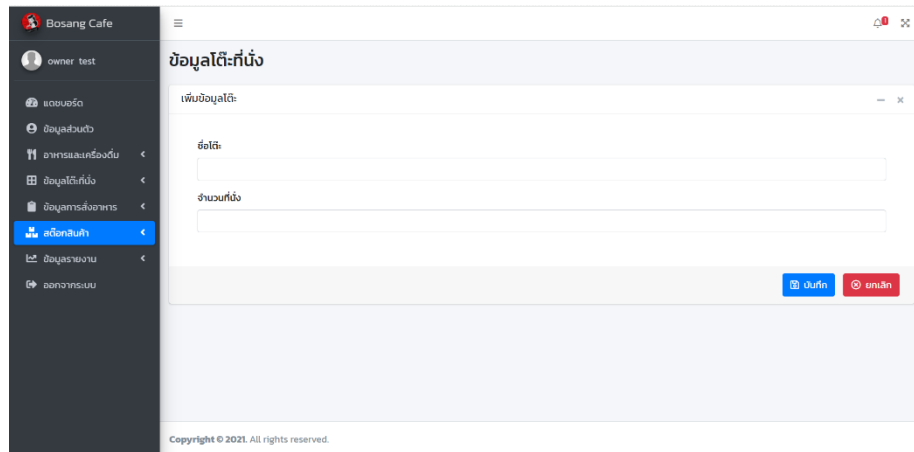 Bosang Cafe
1
owner test
ข้อมูลโต๊ะที่นั่ง
เพิ่มข้อมูลโต๊ะ
แดชบอร์ด
ข้อมูลส่วนตัว
อาหารและเครื่องดื่ม
ข้อมูลโต๊ะที่นั่ง
ข้อมูลการสั่งอาหาร
สต๊อกสินค้า
ข้อมูลรายงาน
ออกจากระบบ
ชื่อโต๊ะ
จำนวนที่นั่ง
บันทึก
ยกเลิก
Copyright © 2021. All rights reserved.